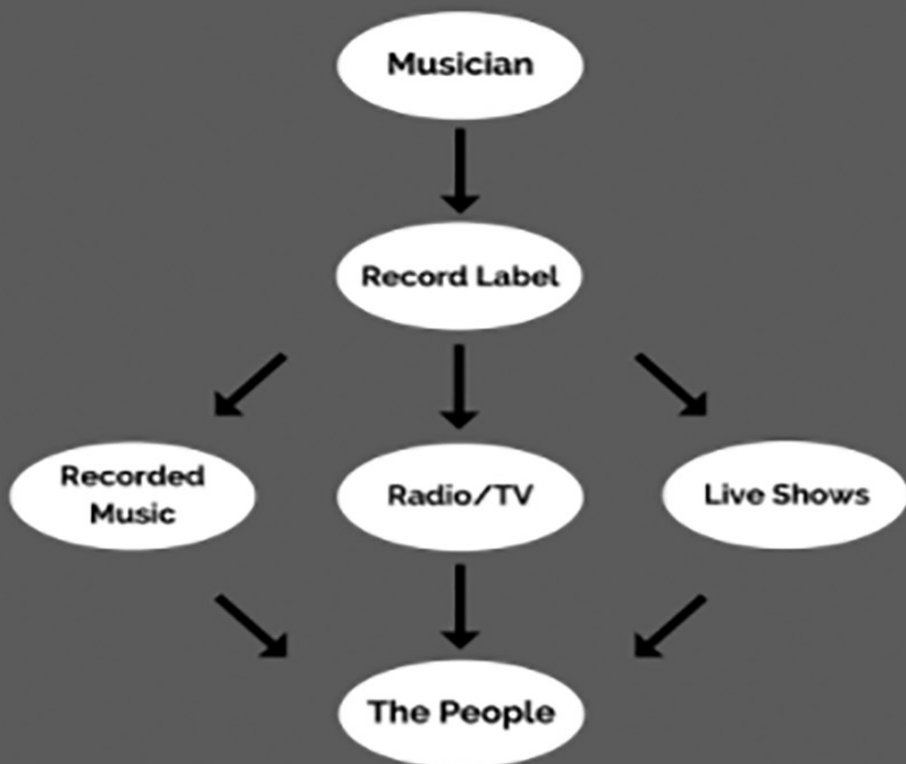 Musician
Record Label
Recorded
Music
Radio/TV
Live Shows
The People